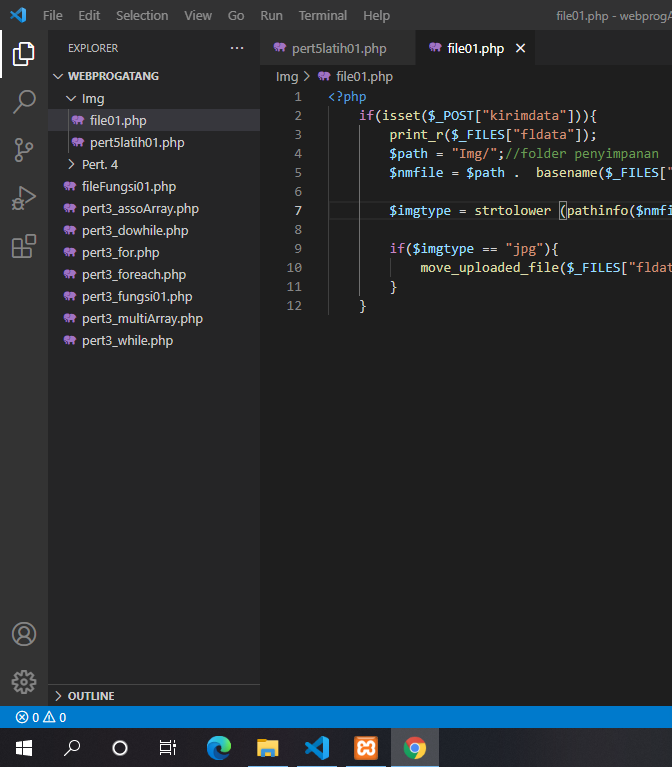 File Edit Selection View Go Run Terminal Help file01.php - webprogA
EXPLORER ...
WEBPROGATANG
Img
file01.php
pert5latih01.php
Pert. 4
fileFungsi01.php
pert3_assoArray.php
pert3_dowhile.php
pert3_for.php
pert3_foreach.php
pert3_fungsi01.php
pert3_multiArray.php
pert3_while.php
OUTLINE
pert5latih01.php file01.php
Img > file01.php
1 <?php
2 if(isset($_POST["kirimdata"])){
3 print_r($_FILES["fldata"]);
4 $path = "Img/";//folder penyimpanan
5 $nmfile = $path .  basename($_FILES["
6
7 $imgtype = strtolower (pathinfo($nmfi
8
9 if($imgtype == "jpg"){
10 move_uploaded_file($_FILES["fldat
11 }
12 }
0 0